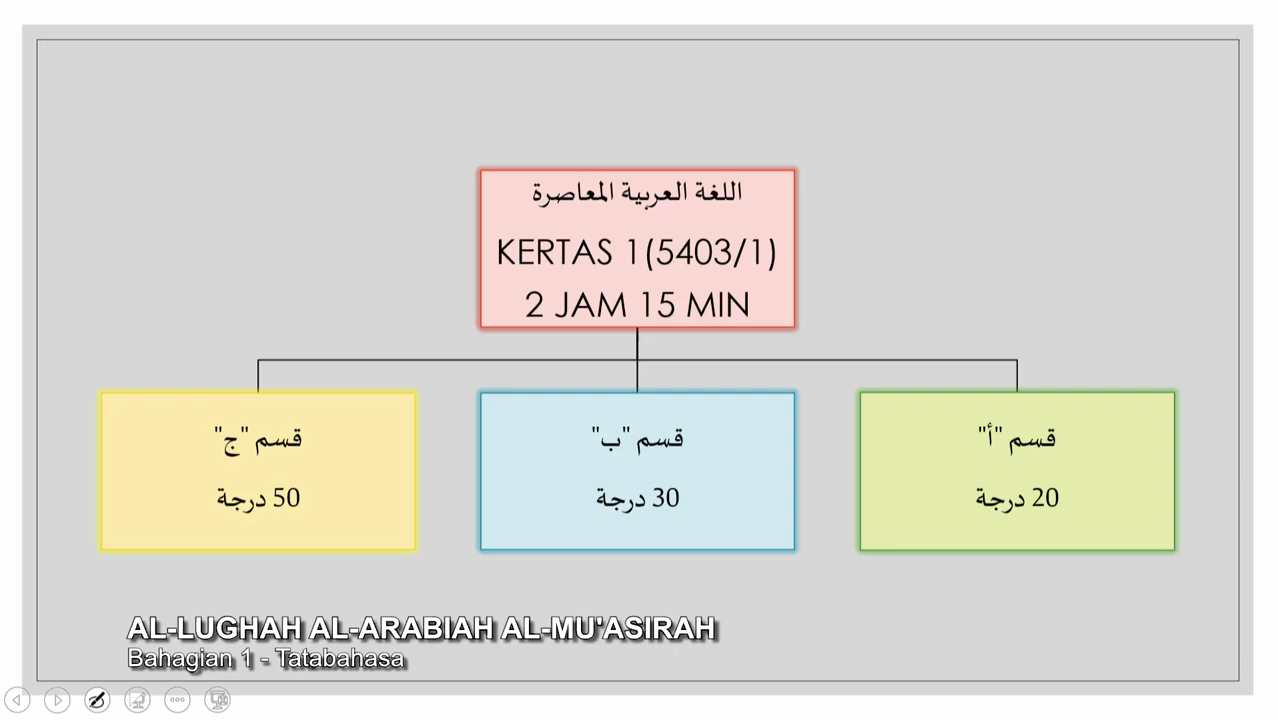 اللغة العربية المعاصرة
KERTAS 1(5403/1)
2 JAM 15 MIN
قسم "أ"
20 درجة
قسم "ب"
30 درجة
قسم "ج"
50 درجة
AL-LUGHAH AL-ARABIAH AL-MU'ASIRAH
Bahagian 1 - Tatabahasa